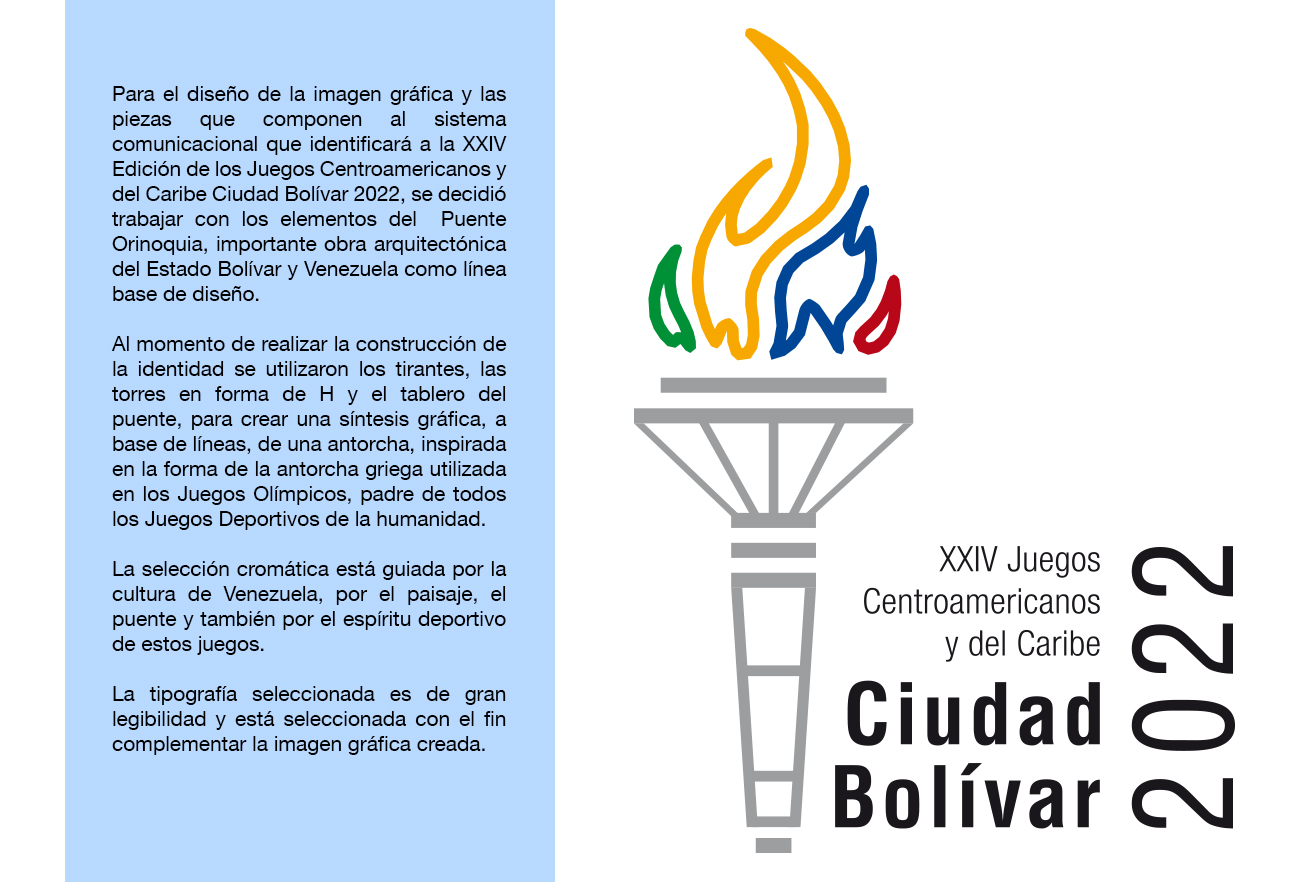 Para el diseño de la imagen gráfica y las
piezas que componen al sistema
comunicacional que identificará a la XXIV
Edición de los Juegos Centroamericanos y
del Caribe Ciudad Bolívar 2022, se decidió
trabajar con los elementos del Puente
Orinoquia, importante obra arquitectónica
del Estado Bolívar y Venezuela como línea
base de diseño.
Al momento de realizar la construcción de
la identidad se utilizaron los tirantes, las
torres en forma de H y el tablero del
puente, para crear una síntesis gráfica, a
base de líneas, de una antorcha, inspirada
en la forma de la antorcha griega utilizada
en los Juegos Olímpicos, padre de todos
los Juegos Deportivos de la humanidad.
La selección cromática está guiada por la
cultura de Venezuela, por el paisaje, el
puente y también por el espíritu deportivo
de estos juegos.
La tipografía seleccionada es de gran
legibilidad y está seleccionada con el fin
complementar la imagen gráfica creada.
XXIV Juegos
Centroamericanos
y del Caribe
Ciudad
Bolívar
2022